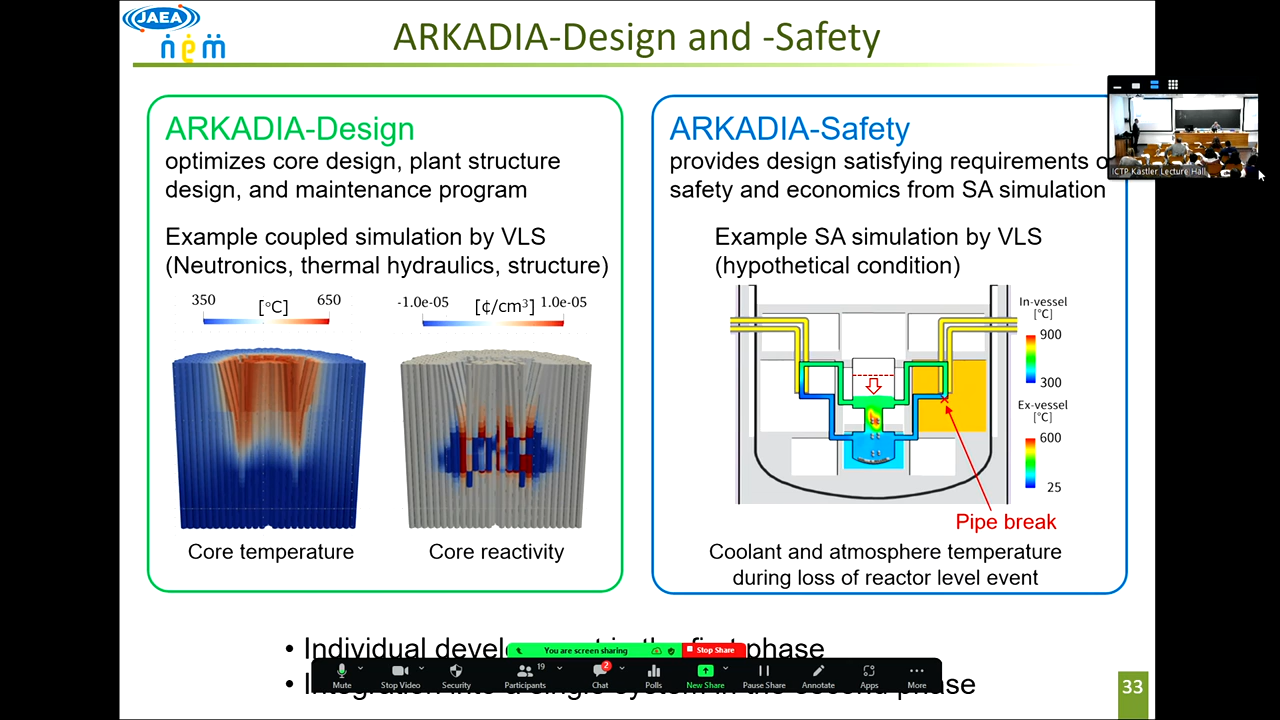 JAEA
nem
ARKADIA-Design and -Safety
ARKADIA-Design
optimizes core design, plant structure
design, and maintenance program
Example coupled simulation by VLS
(Neutronics, thermal hydraulics, structure)
350 [°C] 650
-1.0e-05 [¢/cm³] 1.0e-05
Core temperature
Core reactivity
ARKADIA-Safety
provides design satisfying requirements
safety and economics from SA simulation
Example SA simulation by VLS
(hypothetical condition)
In-vessel
[°C]
900
300
Ex-vessel
[°C]
600
25
Pipe break
Coolant and atmosphere temperature
during loss of reactor level event
ICTP Kastler Lecture Hall
• Individual phase
• phase
You are screen sharing
Stop Share
Mute
Stop Video
Security
Participants
19
Chat
2
Polls
New Share
Pause Share
Annotate
Apps
More
33